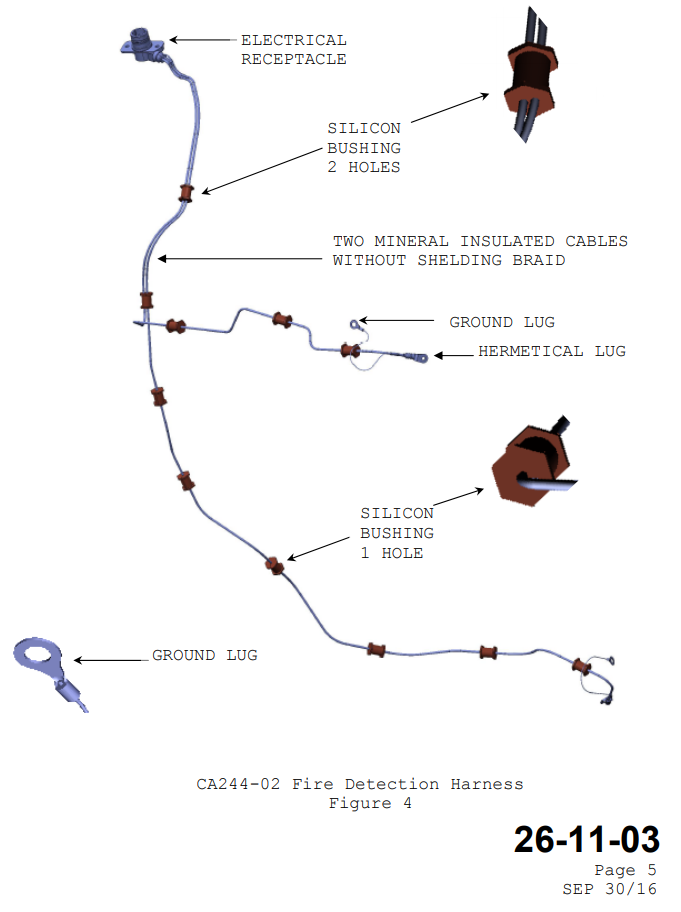 ELECTRICAL
RECEPTACLE
SILICON
BUSHING
2 HOLES
TWO MINERAL INSULATED CABLES
WITHOUT SHELDING BRAID
GROUND LUG
HERMETICAL LUG
SILICON
BUSHING
1 HOLE
GROUND LUG
CA244-02 Fire Detection Harness
Figure 4
26-11-03
Page 5
SEP 30/16